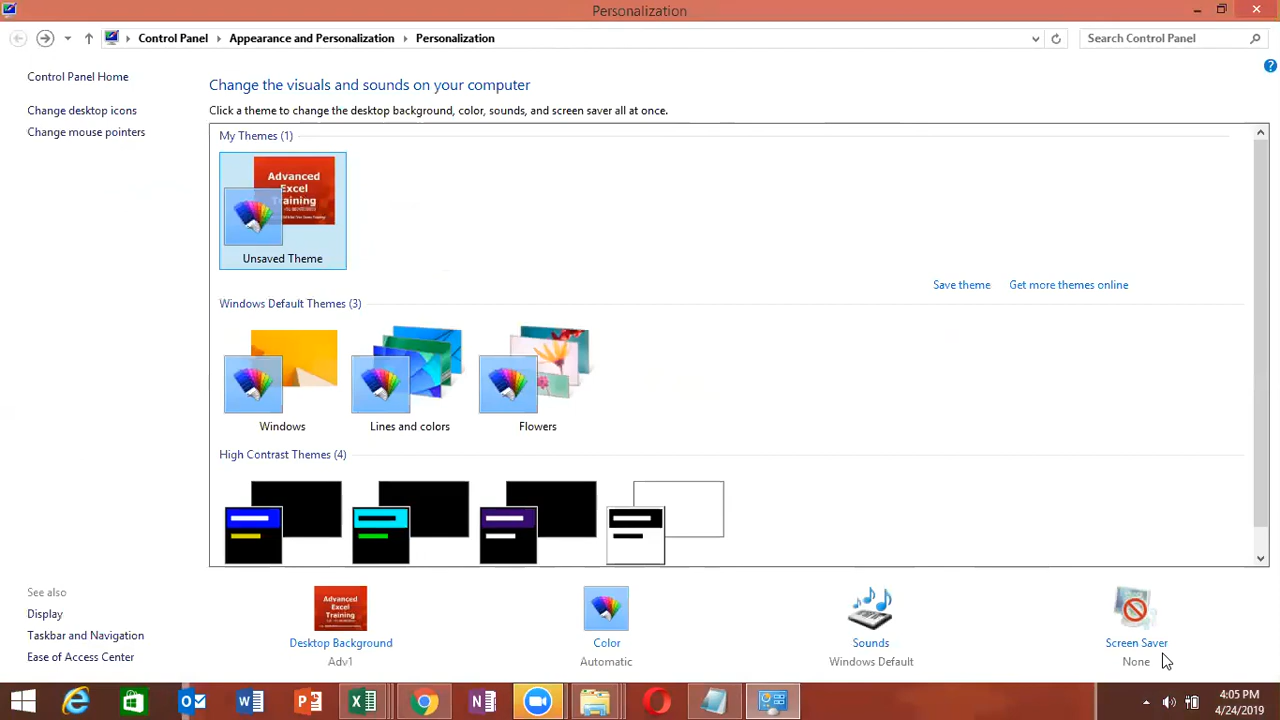 Personalization
Control Panel
Appearance and Personalization
Personalization
Search Control Panel
Control Panel Home
Change desktop icons
Change mouse pointers
Change the visuals and sounds on your computer
Click a theme to change the desktop background, color, sounds, and screen saver all at once.
My Themes (1)
Advanced
Excel
Training
Unsaved Theme
Save theme
Get more themes online
Windows Default Themes (3)
Windows
Lines and colors
Flowers
High Contrast Themes (4)
See also
Display
Taskbar and Navigation
Ease of Access Center
Advanced
Excel
Training
Desktop Background
Adv1
Color
Automatic
Sounds
Windows Default
Screen Saver
None
4:05 PM
4/24/2019